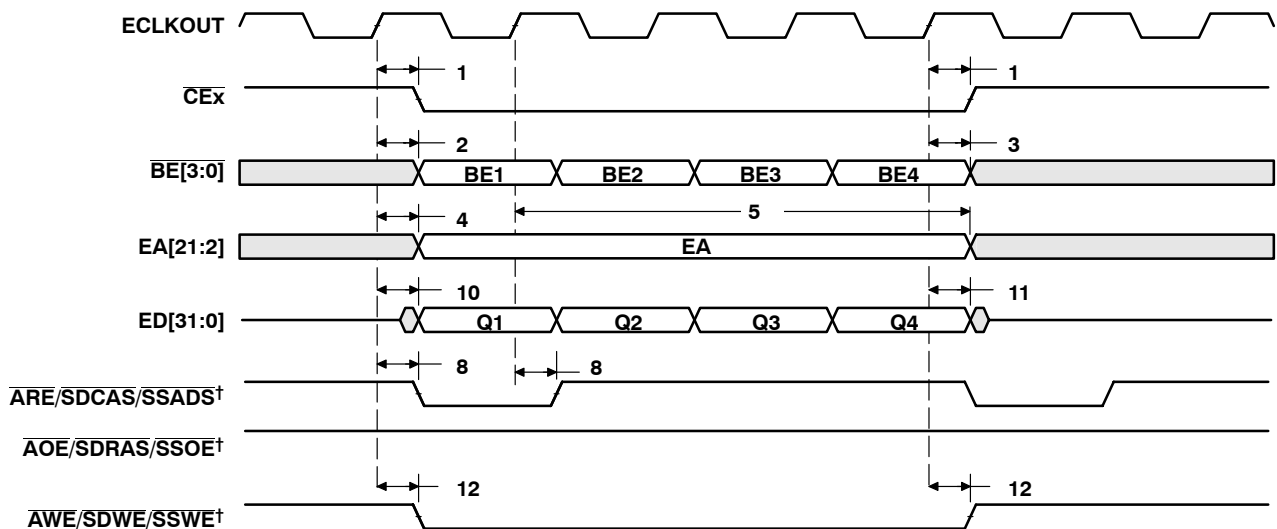 ECLKOUT
1 1
CEx
2 3
BE[3:0] BE1 BE2 BE3 BE4
4 5
EA[21:2] EA
10 11
ED[31:0] Q1 Q2 Q3 Q4
8 8
ARE/SDCAS/SSADS†
AOE/SDRAS/SSOE†
12 12
AWE/SDWE/SSWE†